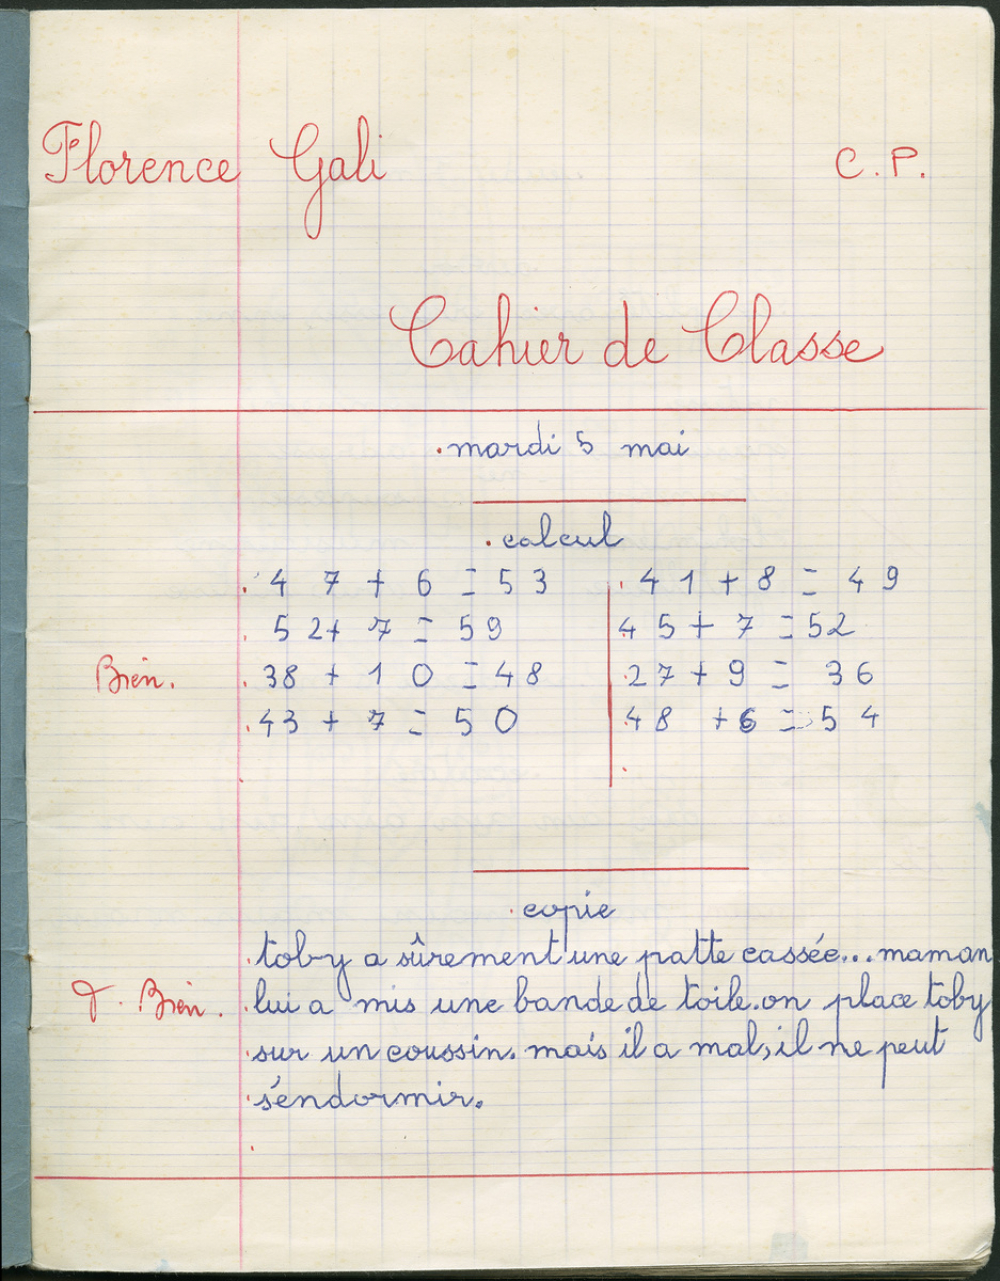 Florence Gali C.P.
Cahier de Classe
mardi 5 mai
calcul
47 + 6 = 53 41 + 8 = 49
52 + 7 = 59 45 + 7 = 52
Bien. 38 + 10 = 48 27 + 9 = 36
43 + 7 = 50 48 + 6 = 54
copie
toby a sûrement une patte cassée... maman
T. Bien. lui a mis une bande de toile. on place toby
sur un coussin. mais il a mal, il ne peut
s'endormir.